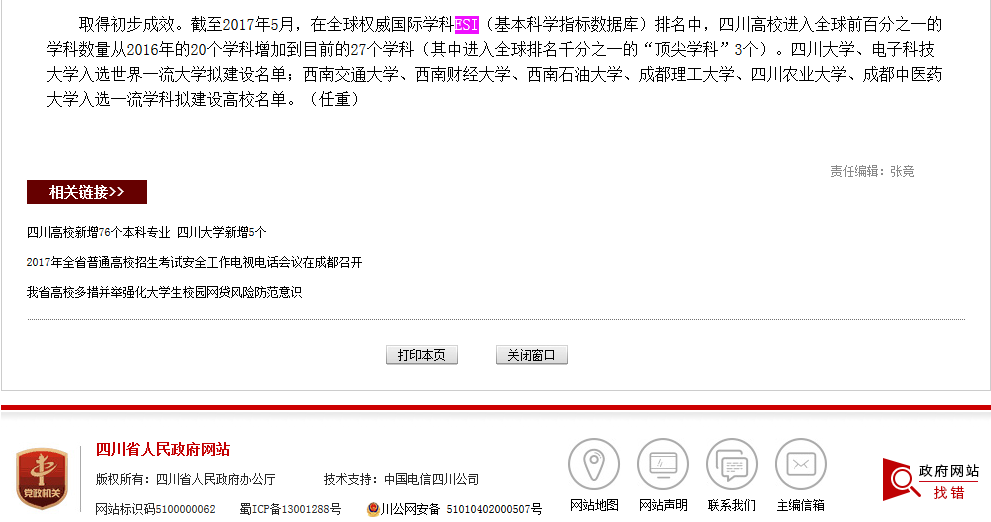 取得初步成效。截至2017年5月，在全球权威国际学科ESI（基本科学指标数据库）排名中，四川高校进入全球前百分之一的
学科数量从2016年的20个学科增加到目前的27个学科（其中进入全球排名千分之一的“顶尖学科”3个）。四川大学、电子科技
大学入选世界一流大学拟建设名单；西南交通大学、西南财经大学、西南石油大学、成都理工大学、四川农业大学、成都中医药
大学入选一流学科拟建设高校名单。（任重）
责任编辑：张竞
相关链接>>
四川高校新增76个本科专业 四川大学新增5个
2017年全省普通高校招生考试安全工作电视电话会议在成都召开
我省高校多措并举强化大学生校园网贷风险防范意识
打印本页 关闭窗口
四川省人民政府网站
版权所有：四川省人民政府办公厅 技术支持：中国电信四川公司
网站标识码5100000062 蜀ICP备13001288号 川公网安备 51010402000507号
党政机关
网站地图 网站声明 联系我们 主编信箱
政府网站
找错